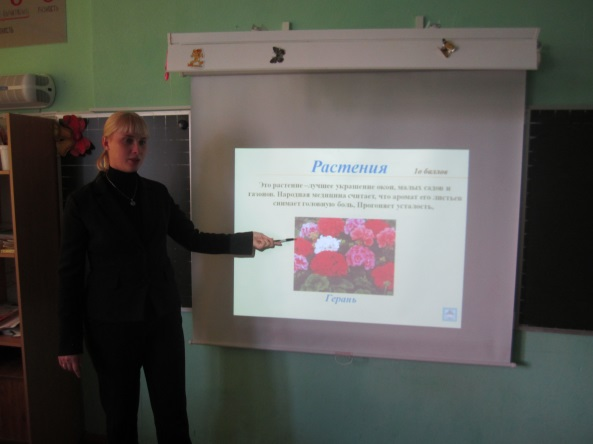 Растения 10 баллов
Это растение -лучшее украшение окон, малых садов и
газонов. Народная медицина считает, что аромат его листьев
снимает головную боль, Прогоняет усталость.
Герань